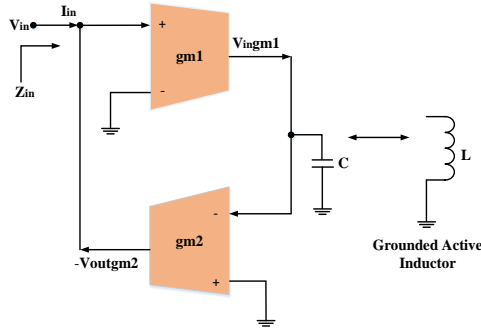 Vin
Iin
+
gm1
Vingm1
-
Zin
C
L
-
gm2
-Voutgm2
+
Grounded Active
Inductor